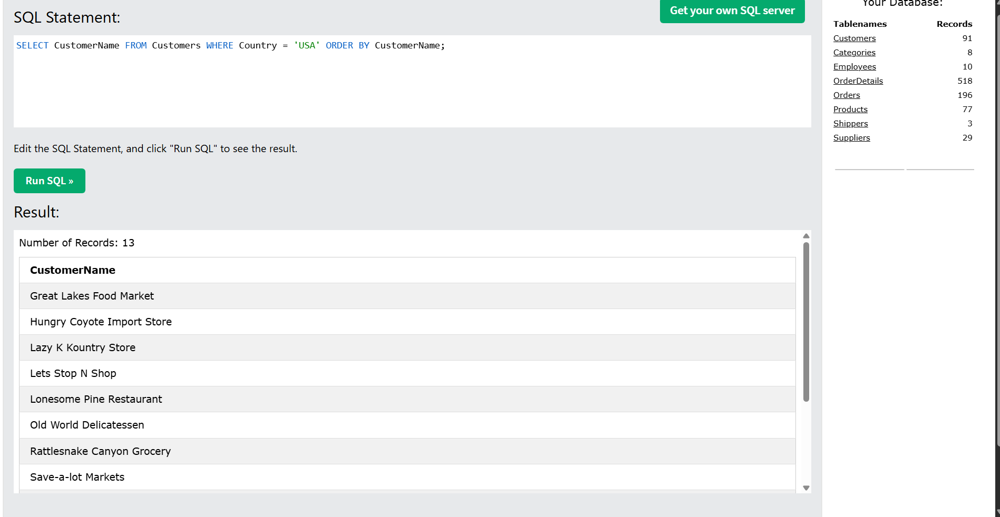 SQL Statement:
Get your own SQL server
SELECT CustomerName FROM Customers WHERE Country = 'USA' ORDER BY CustomerName;
Edit the SQL Statement, and click "Run SQL" to see the result.
Run SQL »
Result:
Number of Records: 13
CustomerName
Great Lakes Food Market
Hungry Coyote Import Store
Lazy K Kountry Store
Lets Stop N Shop
Lonesome Pine Restaurant
Old World Delicatessen
Rattlesnake Canyon Grocery
Save-a-lot Markets
Your Database:
Tablenames Records
Customers 91
Categories 8
Employees 10
OrderDetails 518
Orders 196
Products 77
Shippers 3
Suppliers 29